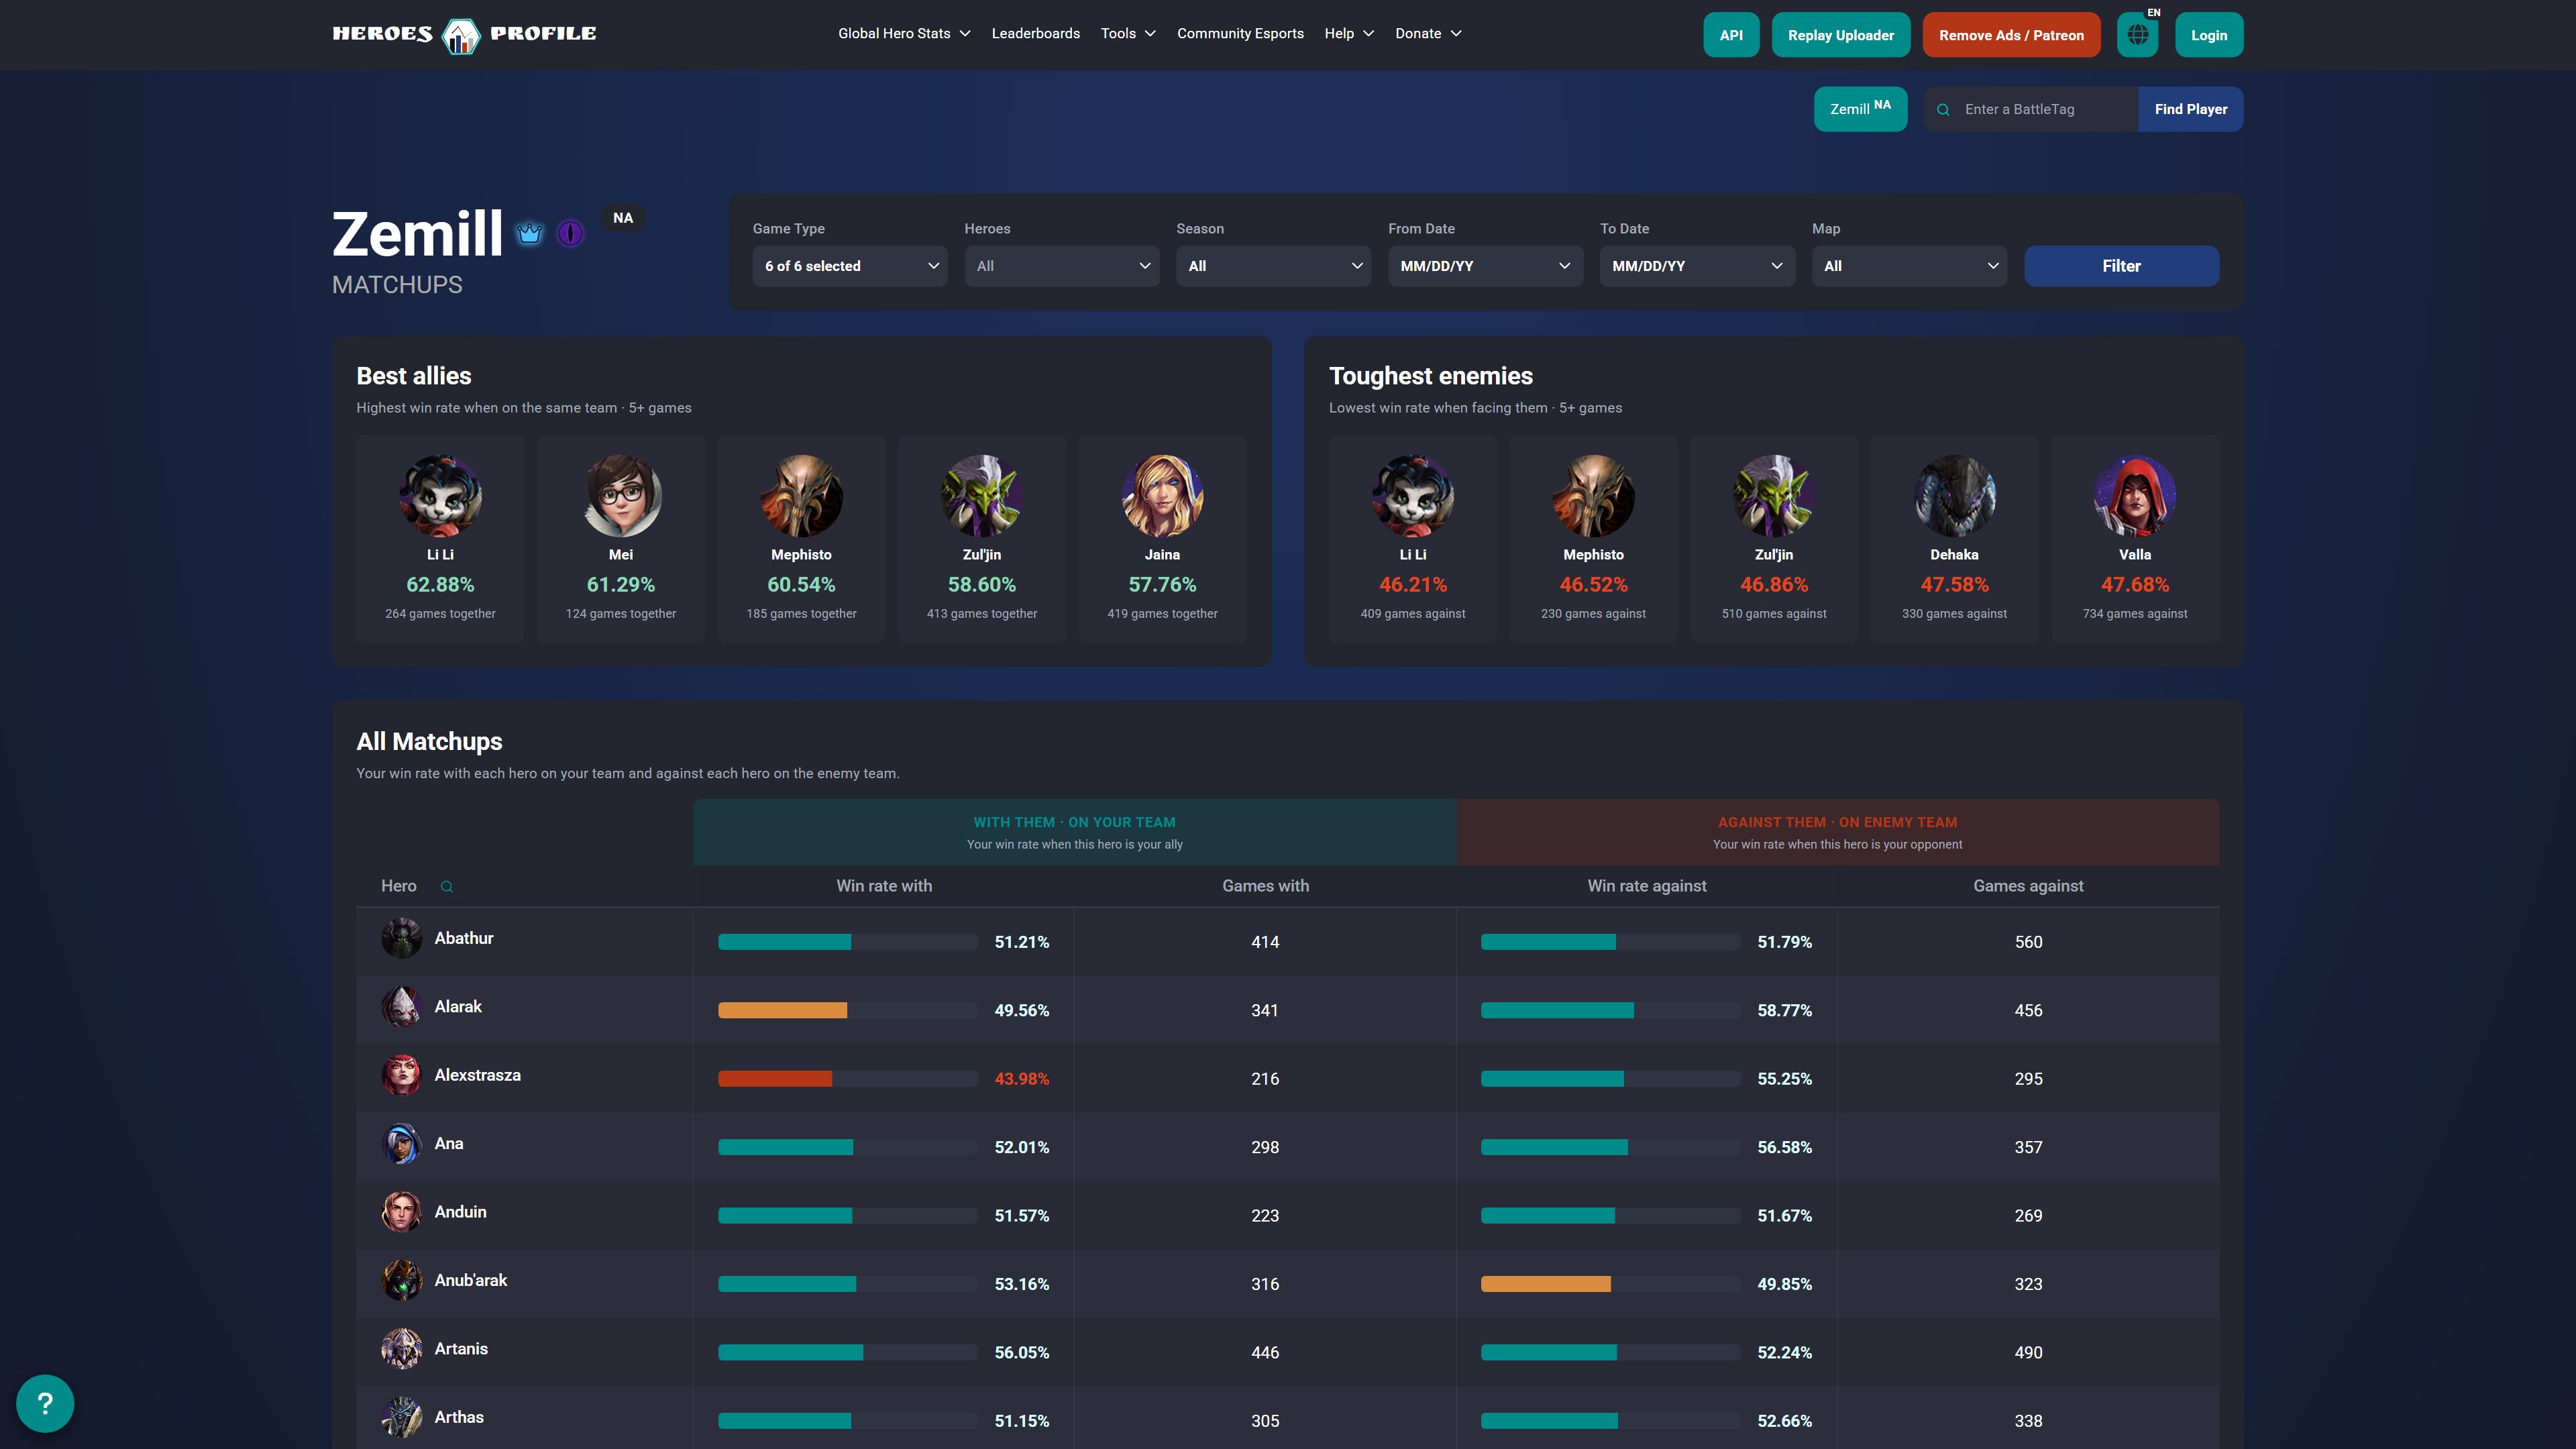 HEROES PROFILE
Global Hero Stats Leaderboards Tools Community Esports Help Donate
API Replay Uploader Remove Ads / Patreon EN Login
Zemill NA Enter a BattleTag Find Player
Zemill NA
MATCHUPS
Game Type Heroes Season From Date To Date Map
6 of 6 selected All All MM/DD/YY MM/DD/YY All Filter
Best allies
Highest win rate when on the same team · 5+ games
Li Li Mei Mephisto Zul'jin Jaina
62.88% 61.29% 60.54% 58.60% 57.76%
264 games together 124 games together 185 games together 413 games together 419 games together
Toughest enemies
Lowest win rate when facing them · 5+ games
Li Li Mephisto Zul'jin Dehaka Valla
46.21% 46.52% 46.86% 47.58% 47.68%
409 games against 230 games against 510 games against 330 games against 734 games against
All Matchups
Your win rate with each hero on your team and against each hero on the enemy team.
WITH THEM · ON YOUR TEAM AGAINST THEM · ON ENEMY TEAM
Your win rate when this hero is your ally Your win rate when this hero is your opponent
Hero Win rate with Games with Win rate against Games against
Abathur 51.21% 414 51.79% 560
Alarak 49.56% 341 58.77% 456
Alexstrasza 43.98% 216 55.25% 295
Ana 52.01% 298 56.58% 357
Anduin 51.57% 223 51.67% 269
Anub'arak 53.16% 316 49.85% 323
Artanis 56.05% 446 52.24% 490
Arthas 51.15% 305 52.66% 338
?